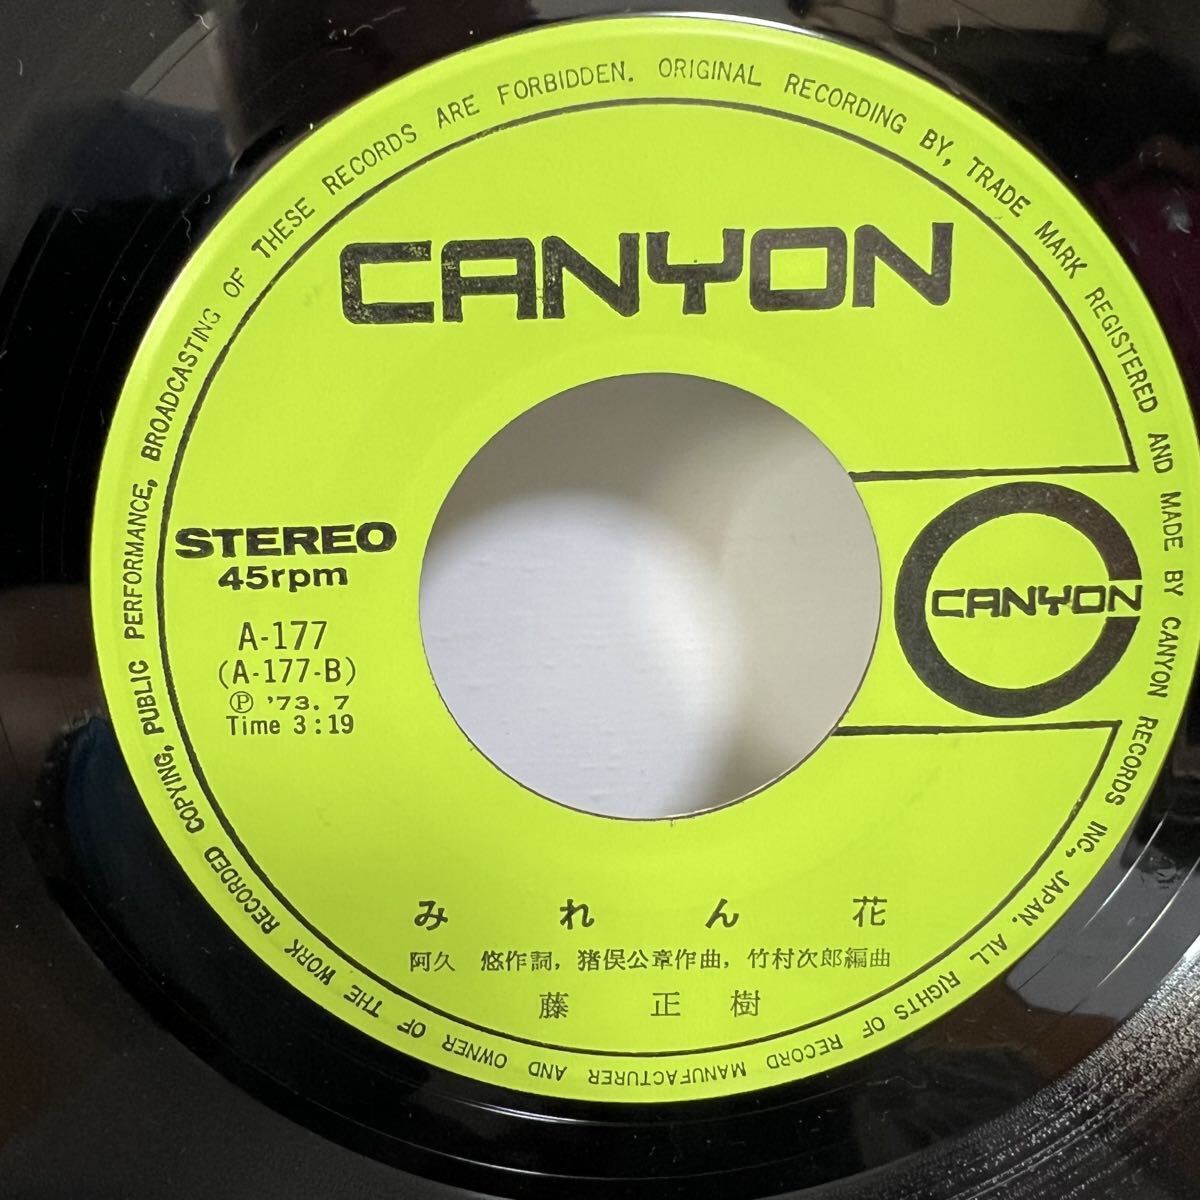 CANYON
STEREO
45rpm
A-177
(A-177-B)
Ⓟ '73. 7
Time 3:19
CANYON
みれん花
阿久 悠作詞, 猪俣公章作曲, 竹村次郎編曲
藤 正樹
ORIGINAL RECORDING BY, TRADE MARK REGISTERED AND MADE BY CANYON RECORDS INC., JAPAN. ALL RIGHTS OF RECORD MANUFACTURER AND OWNER OF THE WORK RECORDED COPYING, PUBLIC PERFORMANCE, BROADCASTING OF THESE RECORDS ARE FORBIDDEN.